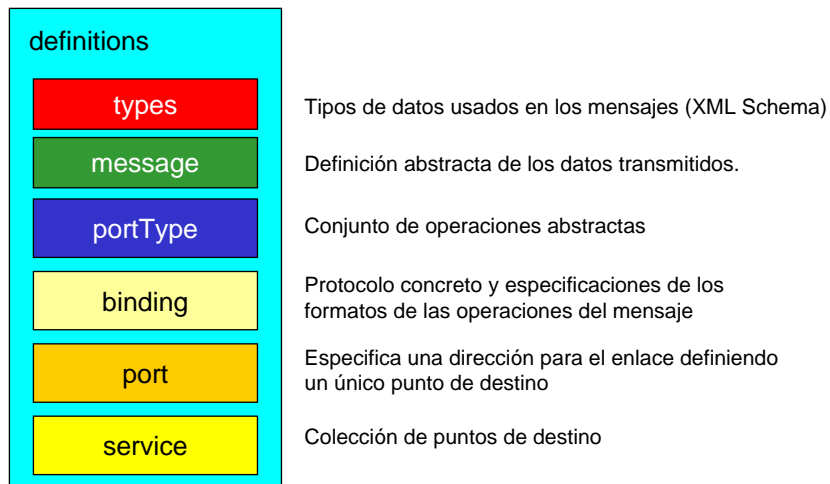 definitions
types
Tipos de datos usados en los mensajes (XML Schema)
message
Definición abstracta de los datos transmitidos.
portType
Conjunto de operaciones abstractas
binding
Protocolo concreto y especificaciones de los
formatos de las operaciones del mensaje
port
Especifica una dirección para el enlace definiendo
un único punto de destino
service
Colección de puntos de destino